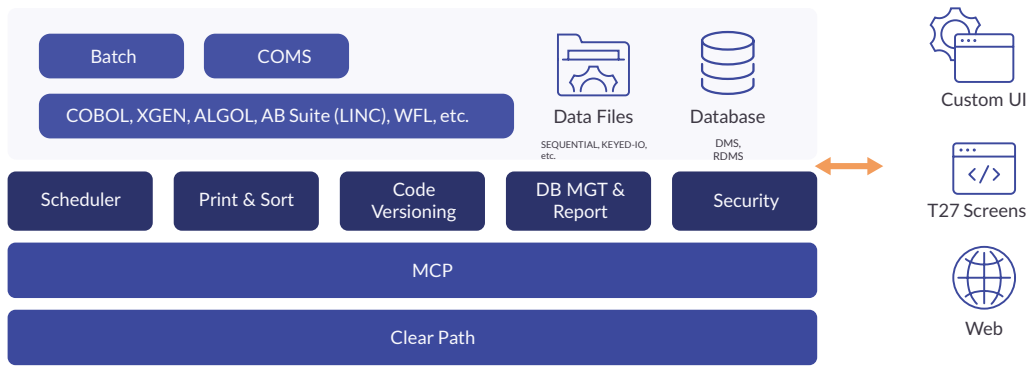 Batch
COMS
COBOL, XGEN, ALGOL, AB Suite (LINC), WFL, etc.
Data Files
SEQUENTIAL, KEYED-IO,
etc.
Database
DMS,
RDMS
Scheduler
Print & Sort
Code
Versioning
DB MGT &
Report
Security
MCP
Clear Path
Custom UI
</>
T27 Screens
Web